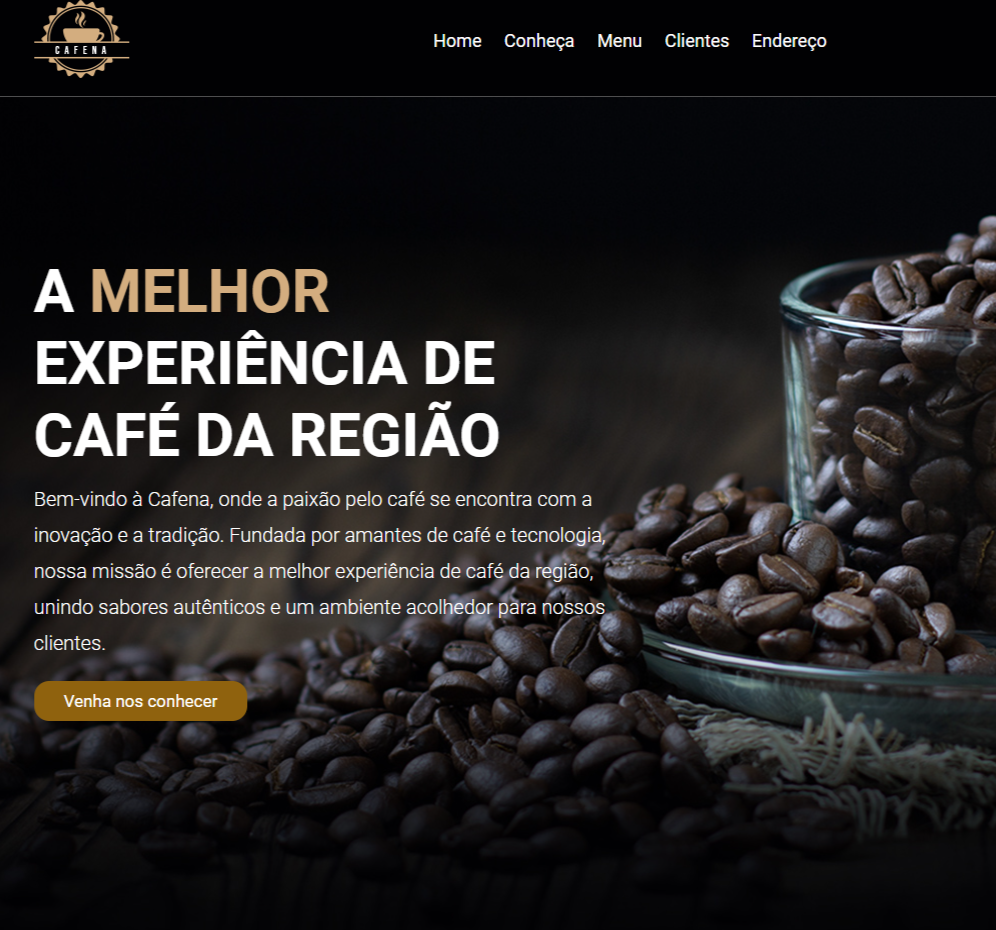 CAFENA
Home Conheça Menu Clientes Endereço
A MELHOR
EXPERIÊNCIA DE
CAFÉ DA REGIÃO
Bem-vindo à Cafena, onde a paixão pelo café se encontra com a
inovação e a tradição. Fundada por amantes de café e tecnologia,
nossa missão é oferecer a melhor experiência de café da região,
unindo sabores autênticos e um ambiente acolhedor para nossos
clientes.
Venha nos conhecer